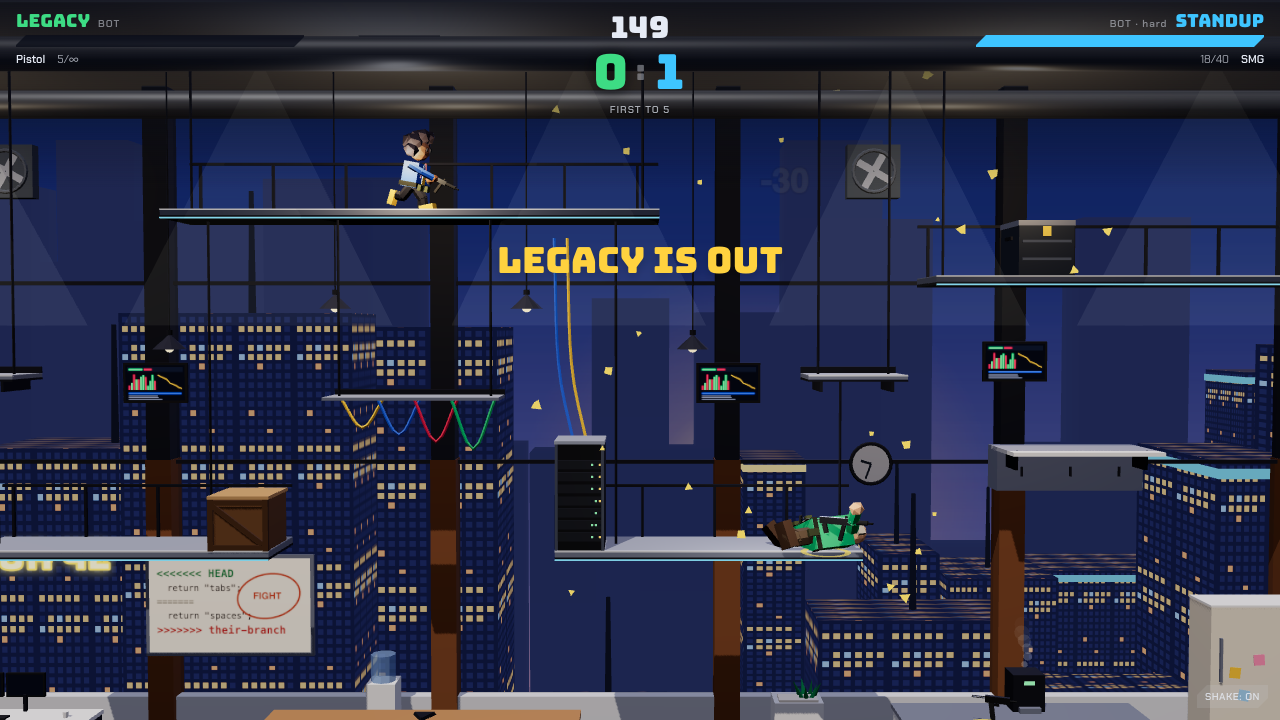 LEGACY BOT
149
BOT · hard STANDUP
Pistol 5/∞
0 : 1
18/40 SMG
FIRST TO 5
-30
LEGACY IS OUT
<<<<<<< HEAD
return "tabs";
=======
return "spaces";
>>>>>>> their-branch
FIGHT
SHAKE: ON